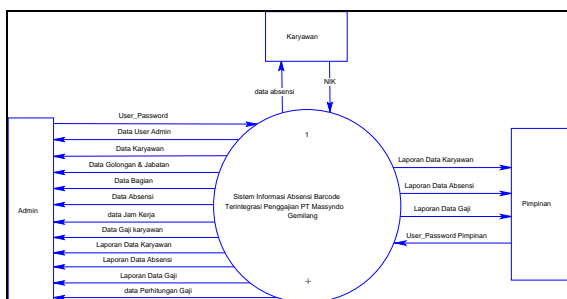 Karyawan
data absensi
NIK
User_Password
Data User Admin
Data Karyawan
Data Golongan & Jabatan
Data Bagian
Data Absensi
data Jam Kerja
Data Gaji karyawan
Laporan Data Karyawan
Laporan Data Absensi
Laporan Data Gaji
data Perhitungan Gaji
Admin
1
Sistem Informasi Absensi Barcode
Terintegrasi Penggajian PT Massyndo
Gemilang
+
Laporan Data Karyawan
Laporan Data Absensi
Laporan Data Gaji
User_Password Pimpinan
Pimpinan